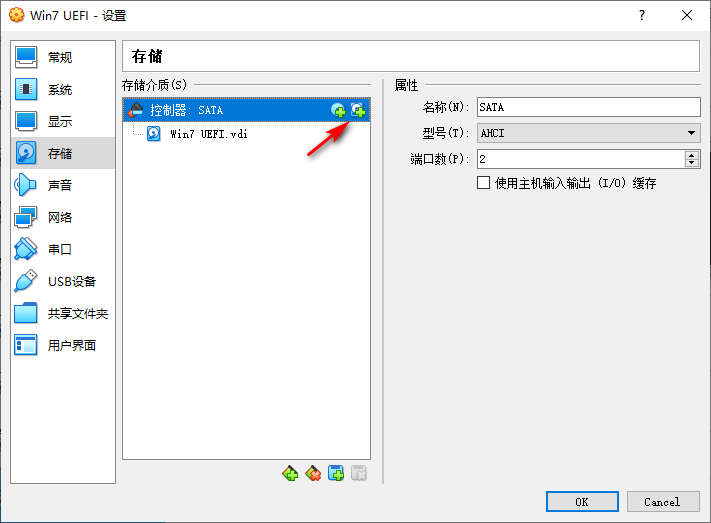 Win7 UEFI - 设置
常规
系统
显示
存储
声音
网络
串口
USB设备
共享文件夹
用户界面
存储
存储介质(S)
控制器: SATA
Win7 UEFI.vdi
属性
名称(N): SATA
型号(T): AHCI
端口数(P): 2
使用主机输入输出 (I/O) 缓存
OK
Cancel